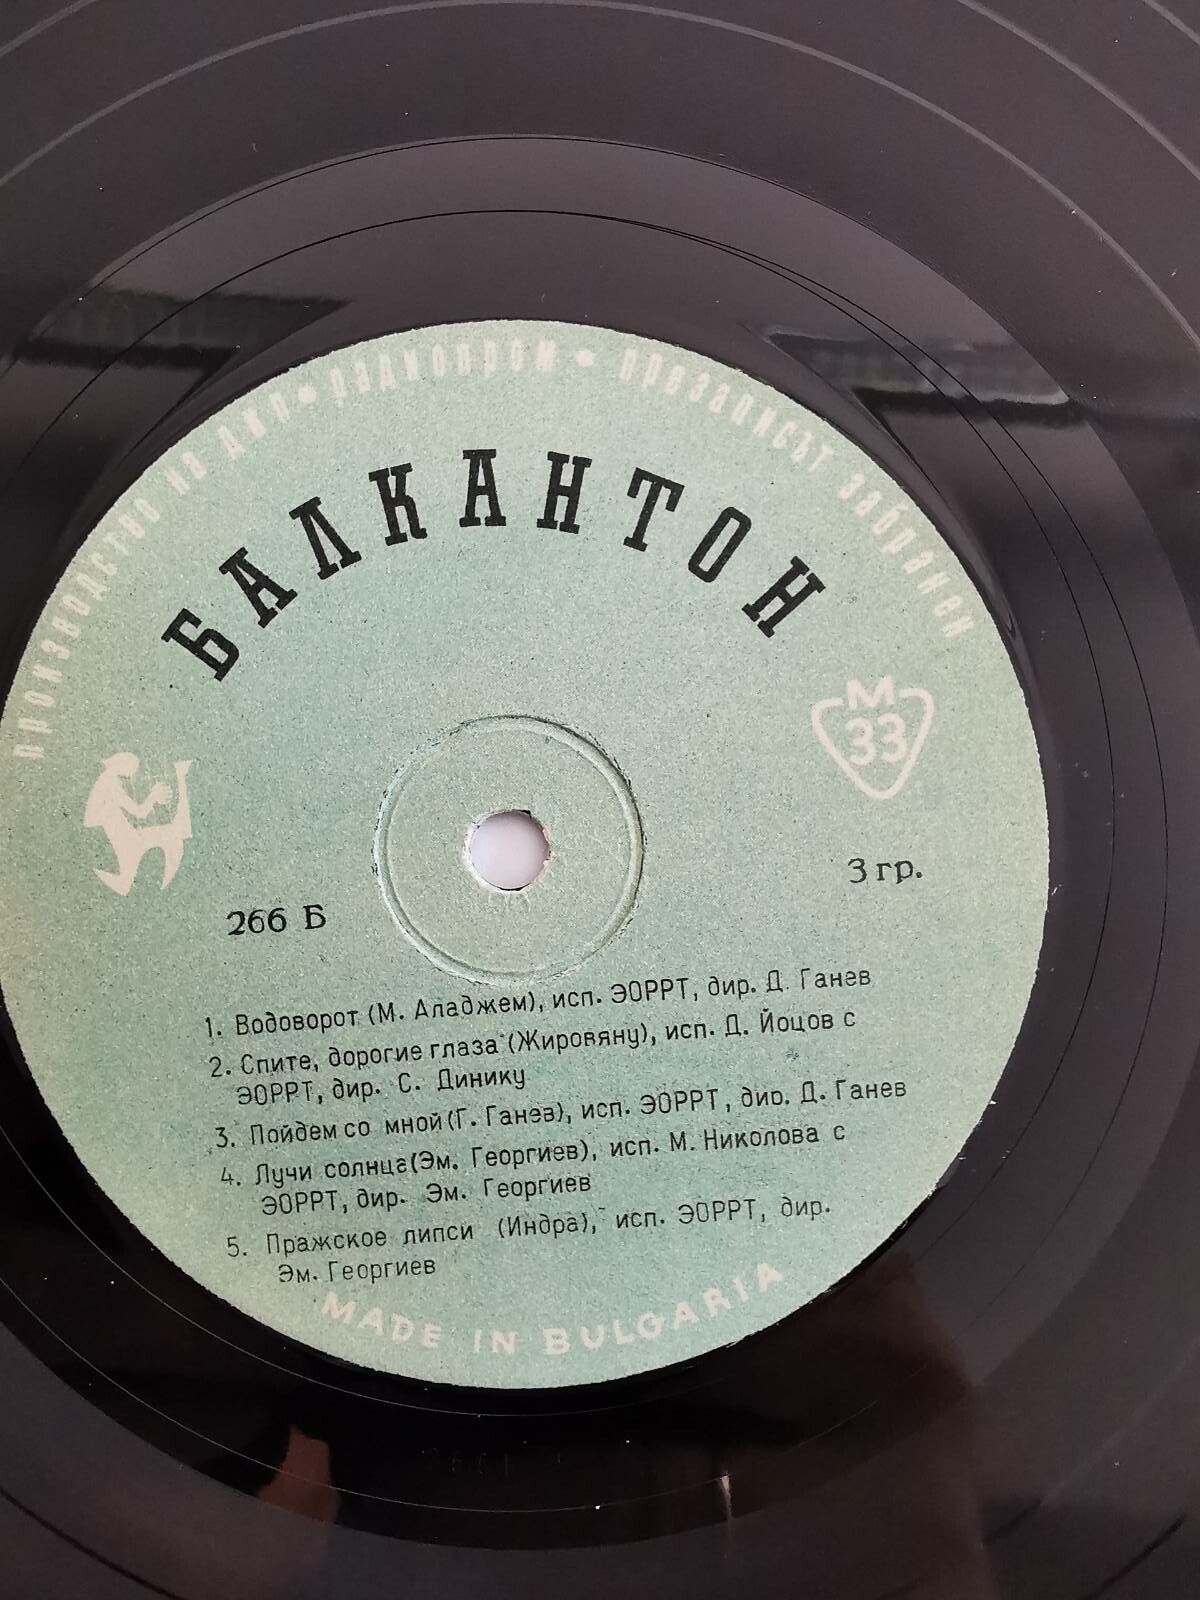 производство на джп • радиопром • презаписът забранен
БАЛКАНТОН
М
33
3 гр.
266 Б
1. Водоворот (М. Аладжем), исп. ЭОРРТ, дир. Д. Ганев
2. Спите, дорогие глаза (Жировяну), исп. Д. Йоцов с
ЭОРРТ, дир. С. Динику
3. Пойдем со мной (Г. Ганев), исп. ЭОРРТ, дир. Д. Ганев
4. Лучи солнца (Эм. Георгиев), исп. М. Николова с
ЭОРРТ, дир. Эм. Георгиев
5. Пражское липси (Индра), исп. ЭОРРТ, дир.
Эм. Георгиев
MADE IN BULGARIA